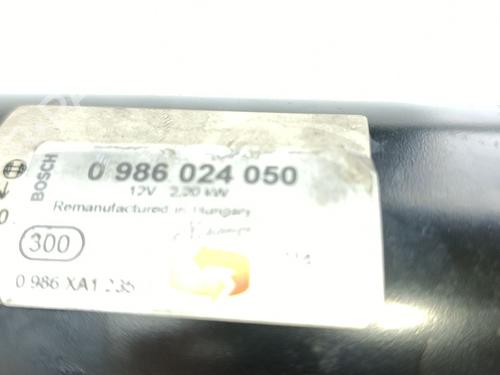 BOSCH
0 986 024 050
12V 2,20 kW
Remanufactured in Hungary
300
0 986 XA1 235